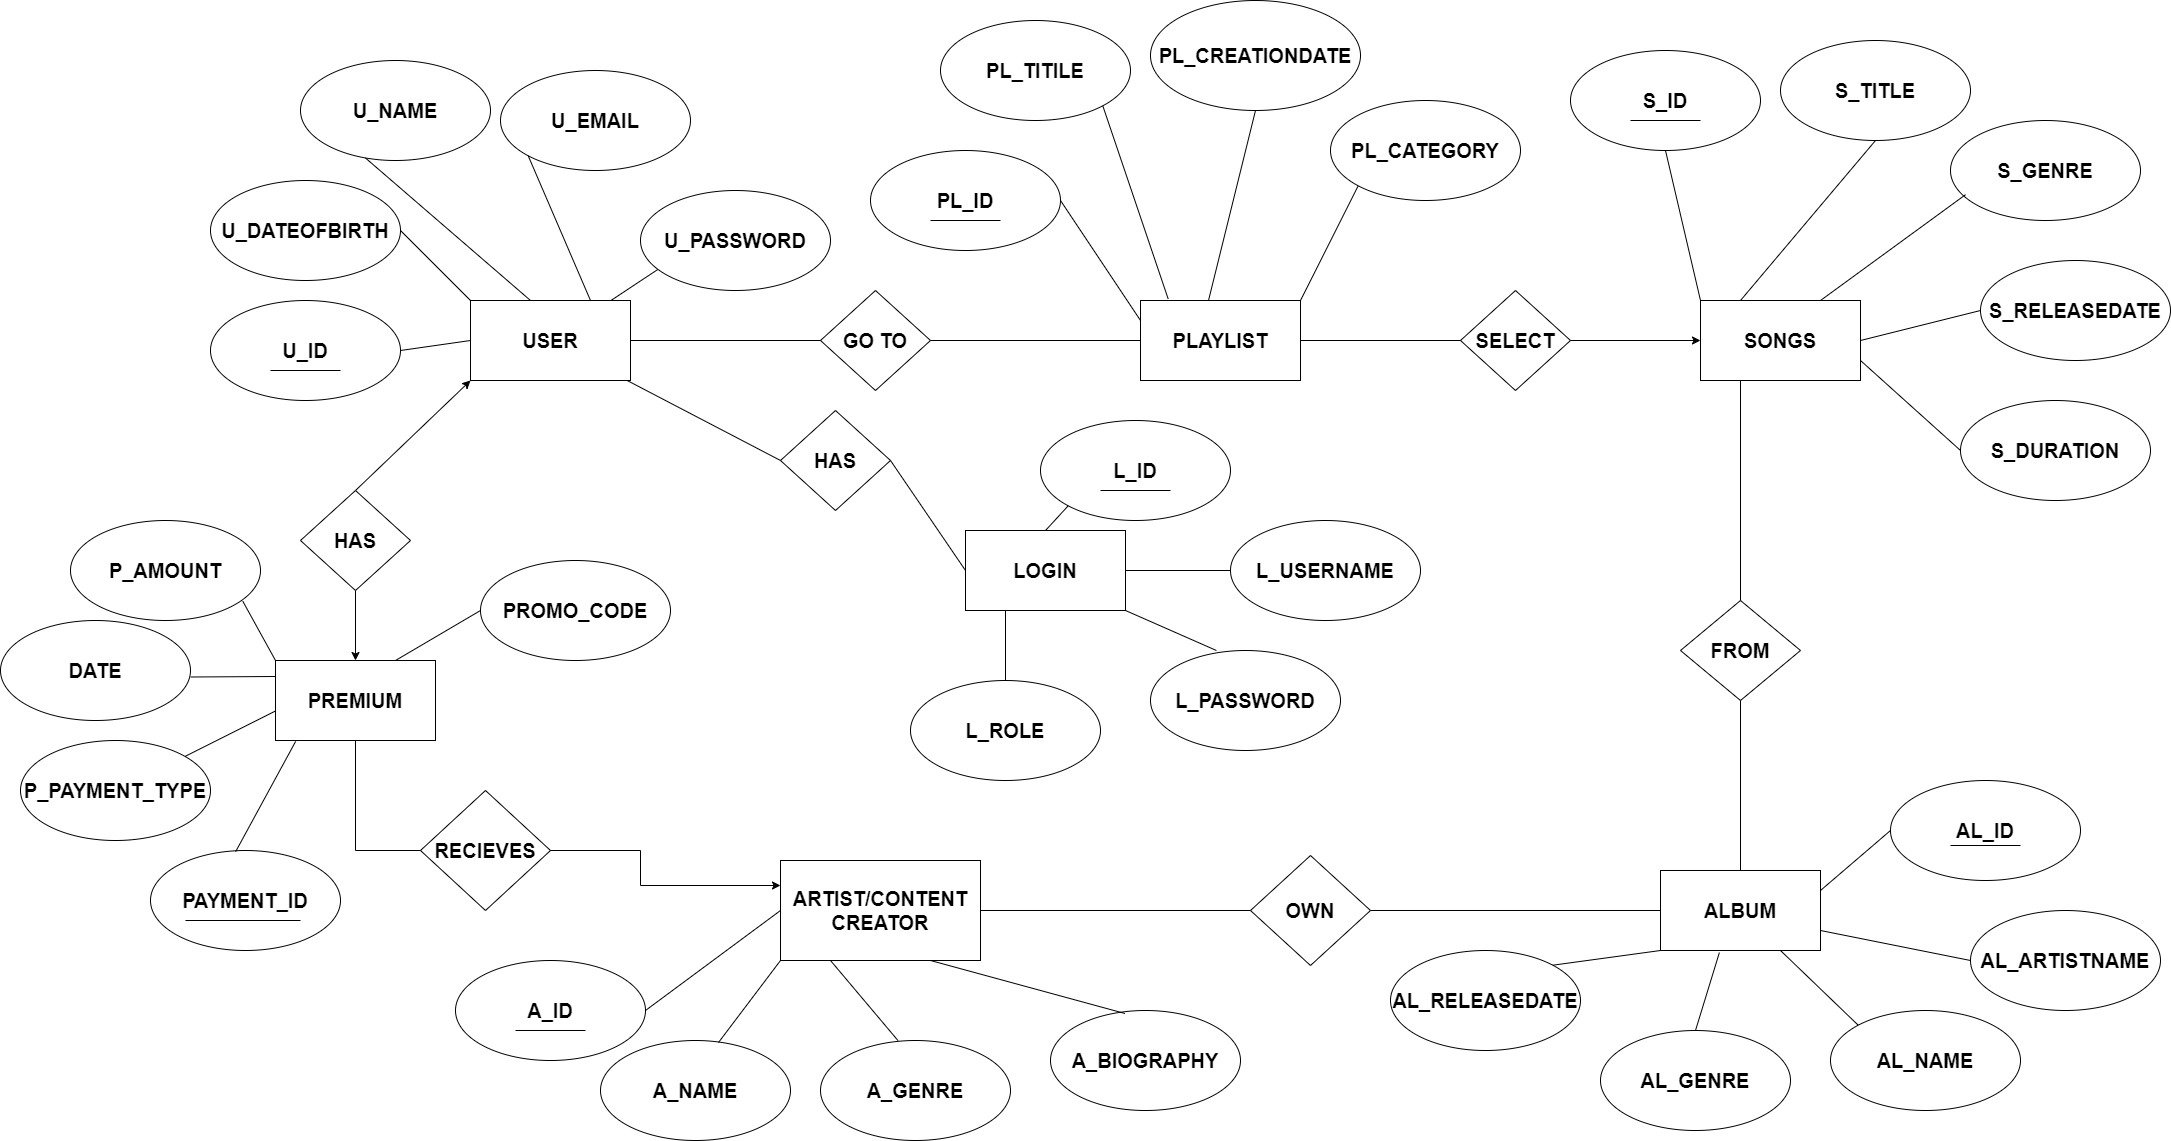 PL_CREATIONDATE
PL_TITILE
S_TITLE
S_ID
U_NAME
U_EMAIL
PL_CATEGORY
S_GENRE
PL_ID
U_DATEOFBIRTH
U_PASSWORD
S_RELEASEDATE
U_ID
USER
GO TO
PLAYLIST
SELECT
SONGS
S_DURATION
HAS
L_ID
HAS
P_AMOUNT
LOGIN
L_USERNAME
PROMO_CODE
FROM
DATE
PREMIUM
L_PASSWORD
L_ROLE
P_PAYMENT_TYPE
AL_ID
RECIEVES
PAYMENT_ID
ARTIST/CONTENT
CREATOR
OWN
ALBUM
AL_ARTISTNAME
AL_RELEASEDATE
A_ID
A_BIOGRAPHY
AL_NAME
AL_GENRE
A_NAME
A_GENRE